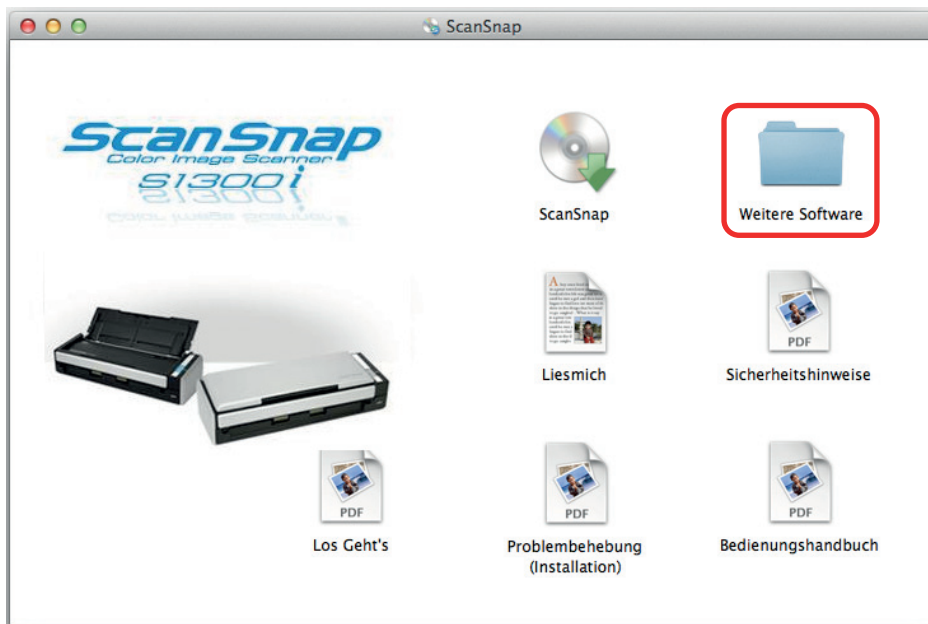 ScanSnap
ScanSnap
Color Image Scanner
S1300i
ScanSnap
Weitere Software
Liesmich
PDF
Sicherheitshinweise
PDF
Los Geht's
PDF
Problembehebung
(Installation)
PDF
Bedienungshandbuch